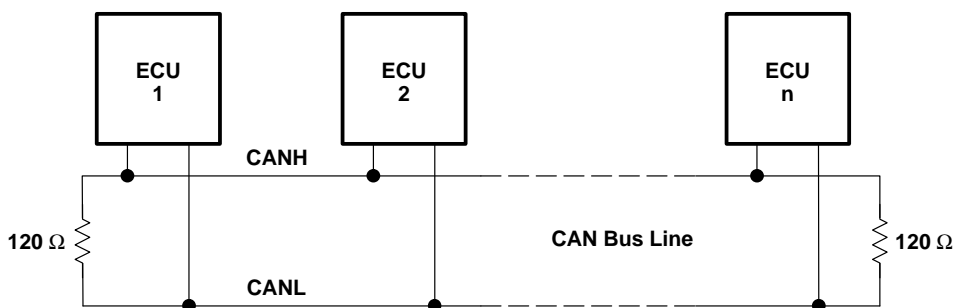 ECU
1
ECU
2
ECU
n
CANH
120 Ω
CAN Bus Line
120 Ω
CANL